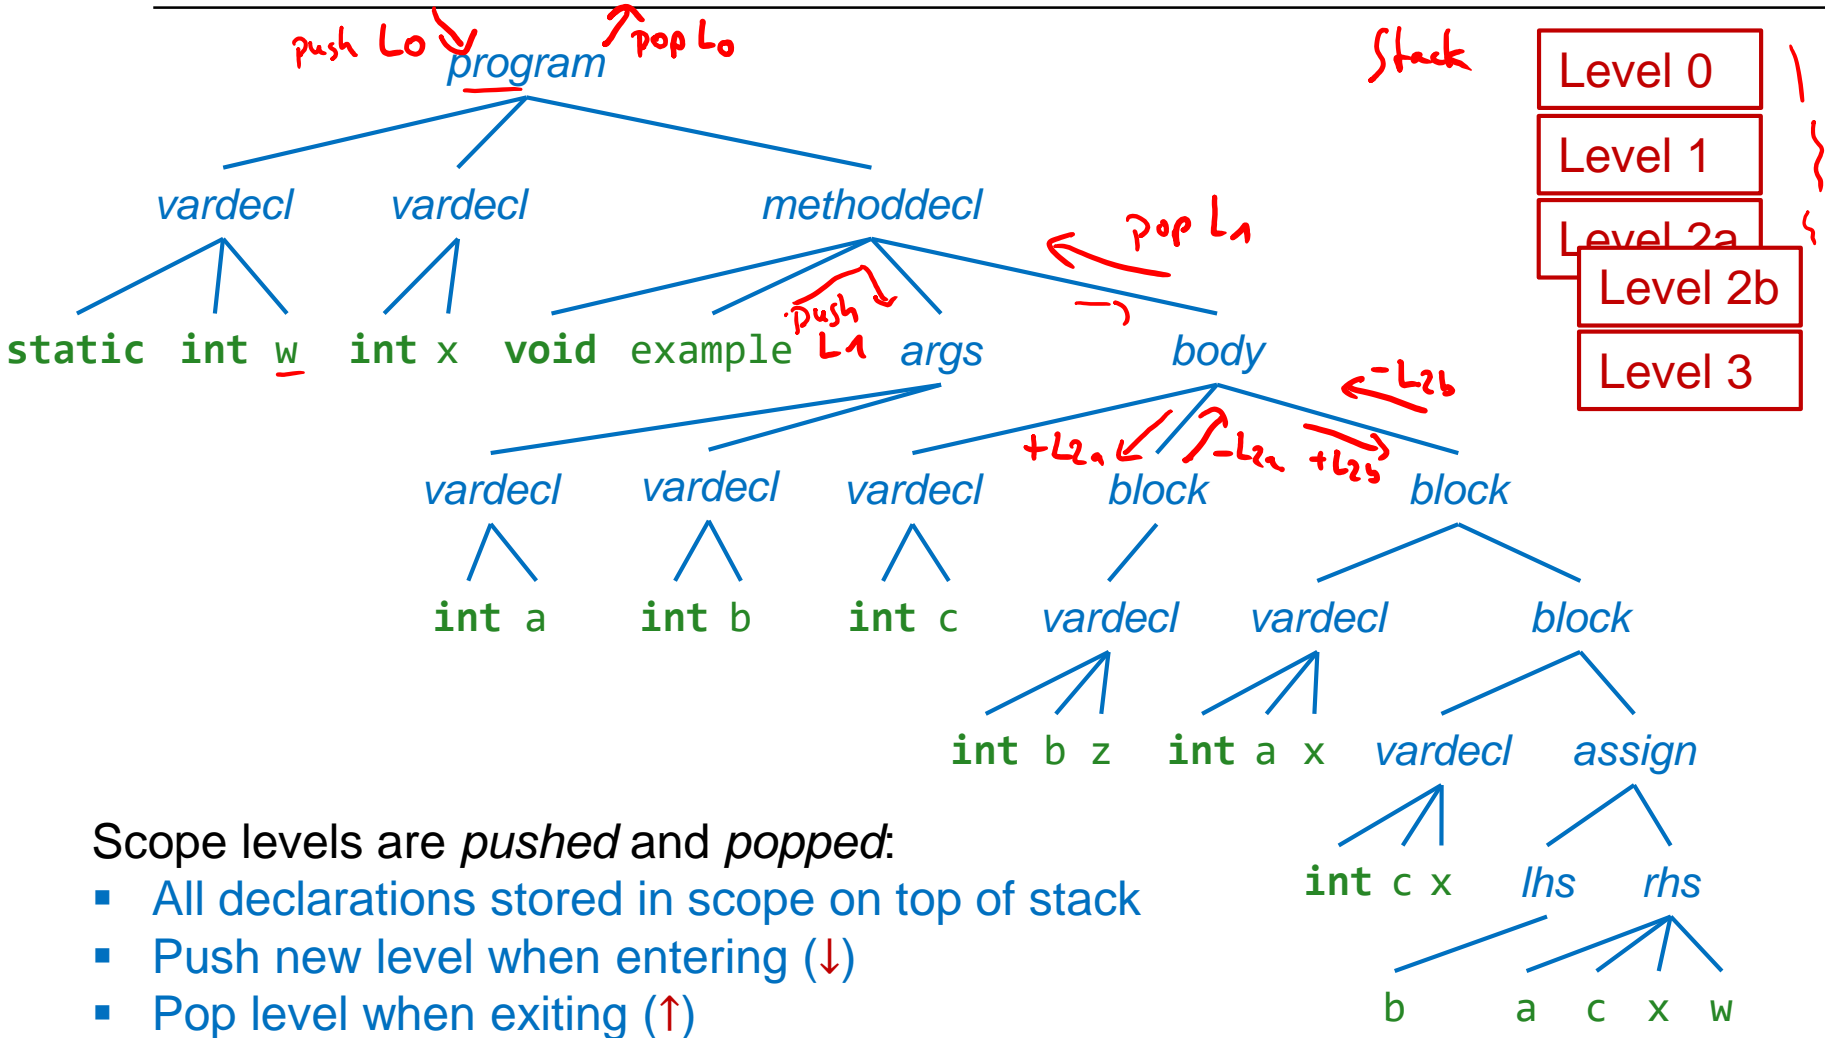 push L0 pop L0 Stack Level 0
program
Level 1
vardecl vardecl methoddecl pop L1 Level 2a
Level 2b
static int w int x void example push L1 args body Level 3
-L2b
+L2a -L2a +L2b
vardecl vardecl vardecl block block
int a int b int c vardecl vardecl block
int b z int a x vardecl assign
Scope levels are pushed and popped:
int c x lhs rhs
▪ All declarations stored in scope on top of stack
▪ Push new level when entering (↓)
▪ Pop level when exiting (↑)
b a c x w